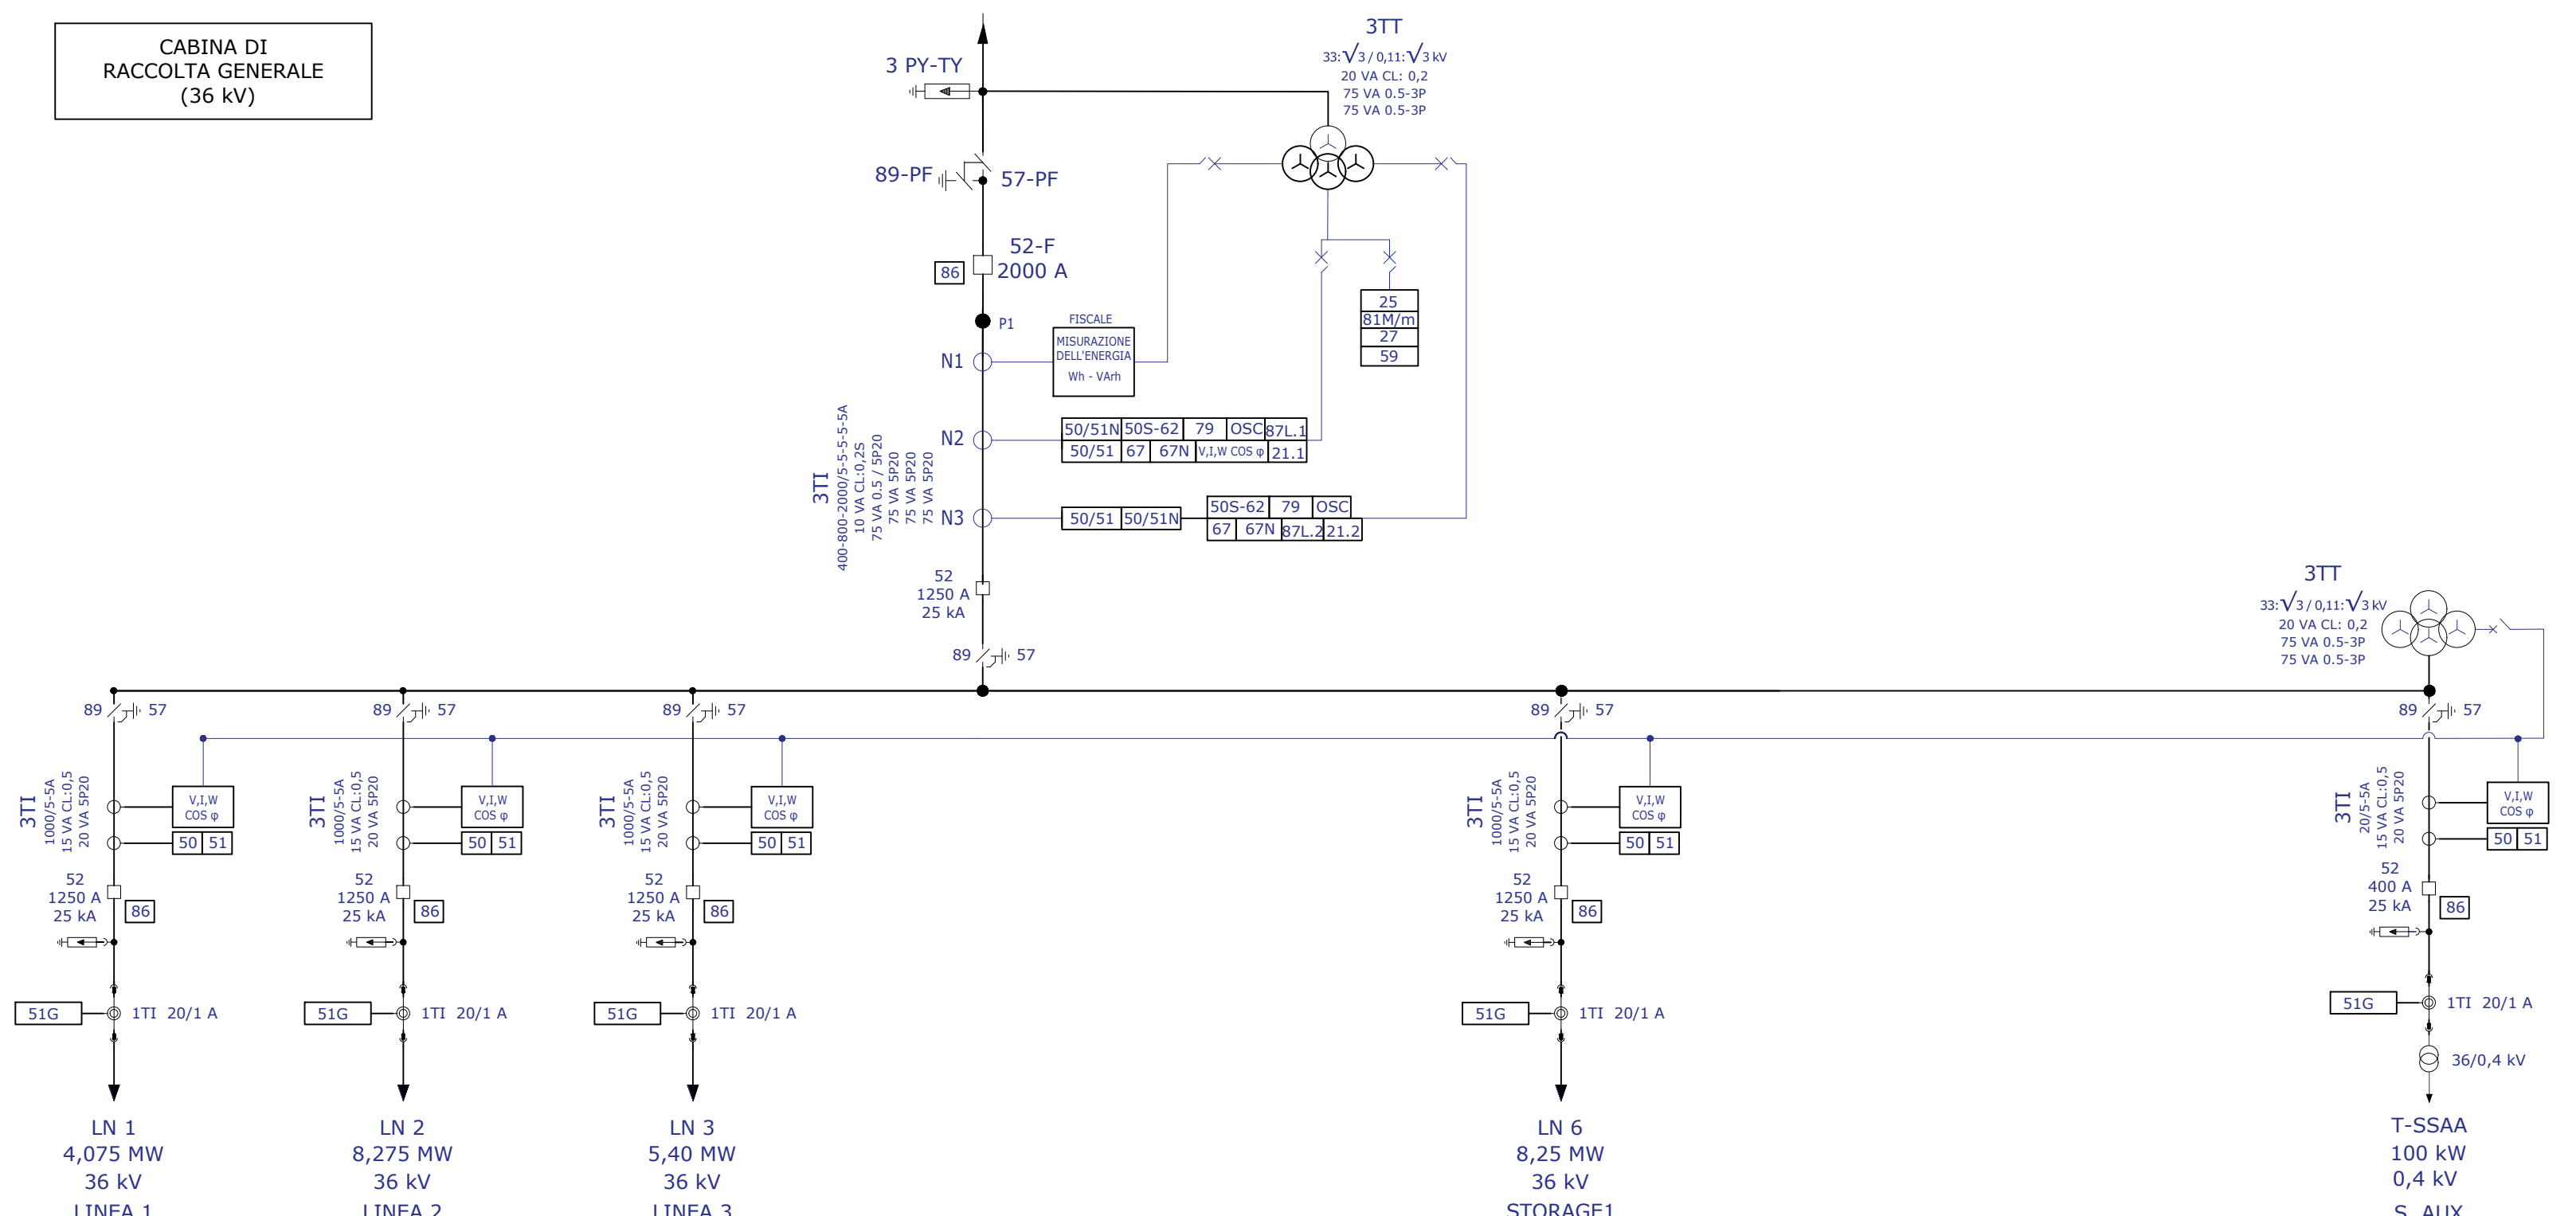 CABINA DI
RACCOLTA GENERALE
(36 kV)
3TT
33:√3 / 0,11:√3 kV
20 VA CL: 0,2
75 VA 0.5-3P
75 VA 0.5-3P
3 PY-TY
89-PF
57-PF
52-F
2000 A
86
P1
FISCALE
MISURAZIONE
DELL'ENERGIA
Wh - VArh
N1
25
81M/m
27
59
N2
50/51N 50S-62 79 OSC 87L.1
50/51 67 67N V,I,W COS φ 21.1
3TI
400-800-2000/5-5-5-5-5A
10 VA CL:0,2S
75 VA 0.5 / 5P20
75 VA 5P20
75 VA 5P20
75 VA 5P20
N3
50/51 50/51N
50S-62 79 OSC
67 67N 87L.2 21.2
52
1250 A
25 kA
89 57
3TT
33:√3 / 0,11:√3 kV
20 VA CL: 0,2
75 VA 0.5-3P
75 VA 0.5-3P
89 57
3TI
1000/5-5A
15 VA CL:0,5
20 VA 5P20
V,I,W
COS φ
50 51
52
1250 A
25 kA
86
51G
1TI 20/1 A
LN 1
4,075 MW
36 kV
LINEA 1
89 57
3TI
1000/5-5A
15 VA CL:0,5
20 VA 5P20
V,I,W
COS φ
50 51
52
1250 A
25 kA
86
51G
1TI 20/1 A
LN 2
8,275 MW
36 kV
LINEA 2
89 57
3TI
1000/5-5A
15 VA CL:0,5
20 VA 5P20
V,I,W
COS φ
50 51
52
1250 A
25 kA
86
51G
1TI 20/1 A
LN 3
5,40 MW
36 kV
LINEA 3
89 57
3TI
1000/5-5A
15 VA CL:0,5
20 VA 5P20
V,I,W
COS φ
50 51
52
1250 A
25 kA
86
51G
1TI 20/1 A
LN 6
8,25 MW
36 kV
STORAGE1
89 57
3TI
20/5-5A
15 VA CL:0,5
20 VA 5P20
V,I,W
COS φ
50 51
52
400 A
25 kA
86
51G
1TI 20/1 A
36/0,4 kV
T-SSAA
100 kW
0,4 kV
S. AUX